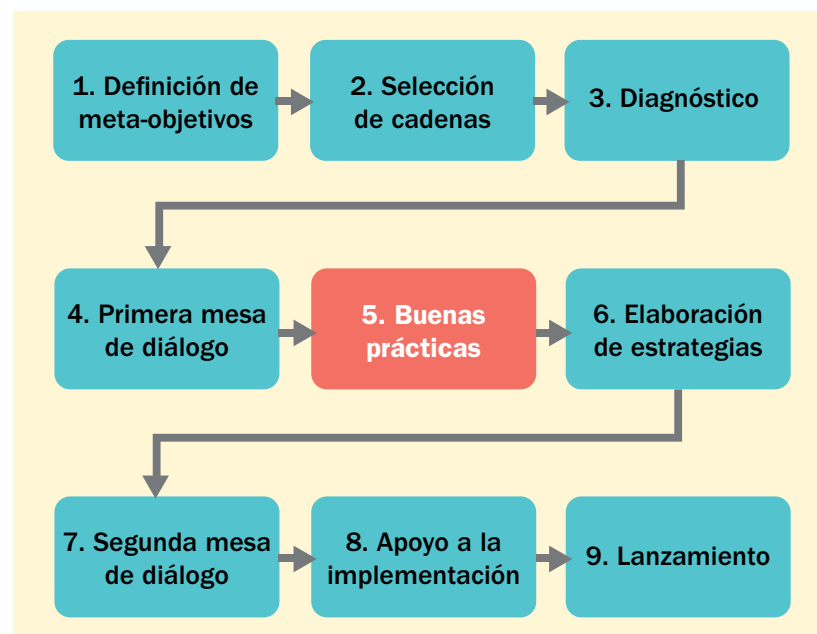 1. Definición de
meta-objetivos
2. Selección
de cadenas
3. Diagnóstico
4. Primera mesa
de diálogo
5. Buenas
prácticas
6. Elaboración
de estrategias
7. Segunda mesa
de diálogo
8. Apoyo a la
implementación
9. Lanzamiento